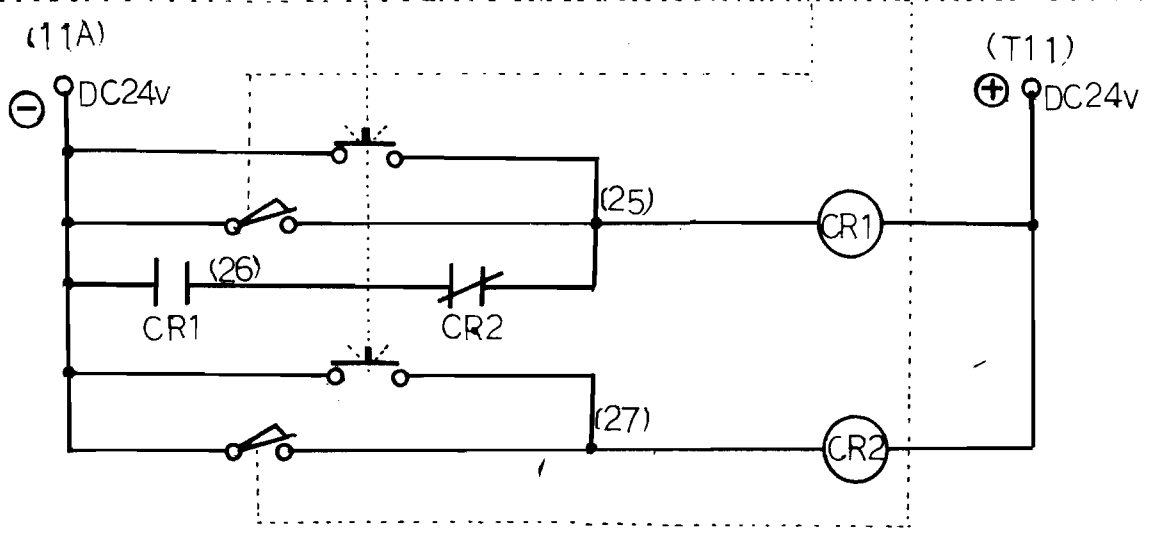 (11A)
(T11)
⊖ DC24v
⊕ DC24v
(25)
CR1
(26)
CR1
CR2
(27)
CR2